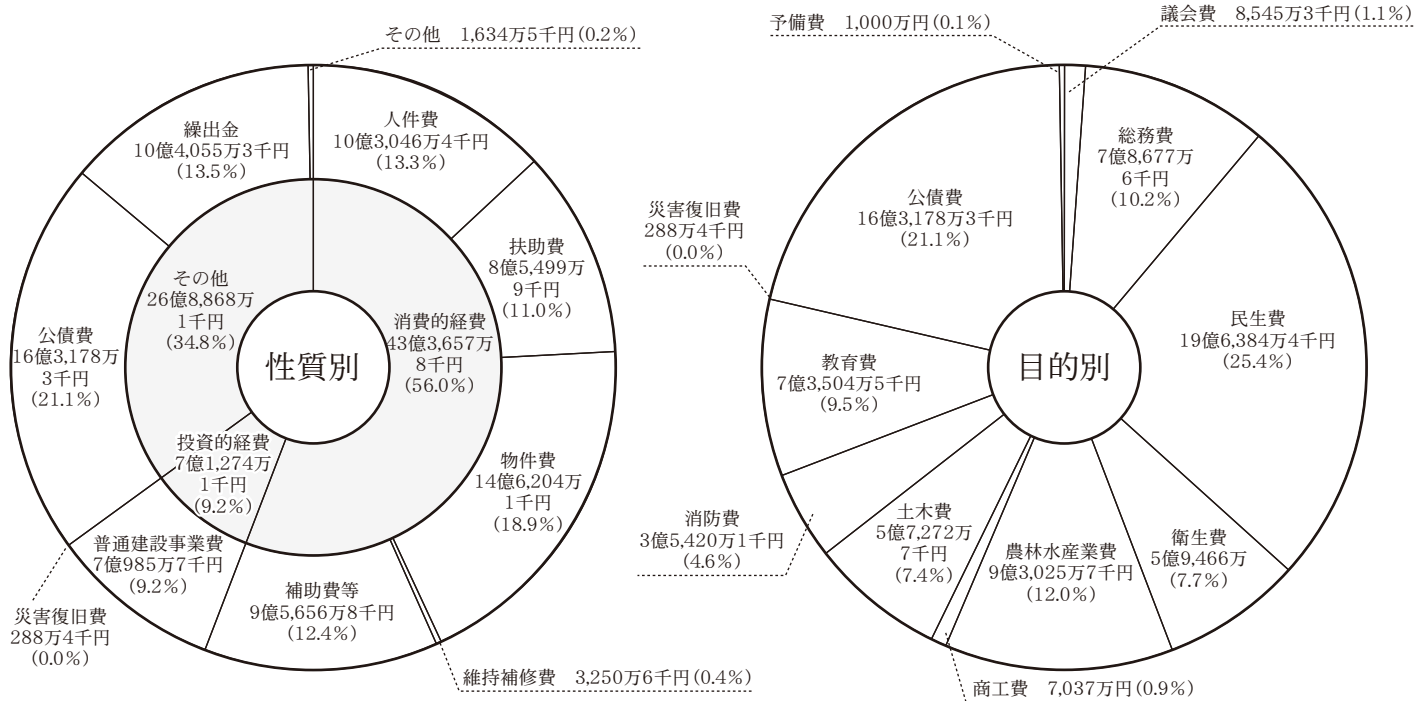 その他 1,634万5千円(0.2%)
繰出金
10億4,055万3千円
(13.5%)
人件費
10億3,046万4千円
(13.3%)
扶助費
8億5,499万
9千円
(11.0%)
その他
26億8,868万
1千円
(34.8%)
消費的経費
43億3,657万
8千円
(56.0%)
公債費
16億3,178万
3千円
(21.1%)
性質別
投資的経費
7億1,274万
1千円
(9.2%)
物件費
14億6,204万
1千円
(18.9%)
普通建設事業費
7億985万7千円
(9.2%)
補助費等
9億5,656万8千円
(12.4%)
災害復旧費
288万4千円
(0.0%)
維持補修費 3,250万6千円(0.4%)
予備費 1,000万円(0.1%)
議会費 8,545万3千円(1.1%)
総務費
7億8,677万
6千円
(10.2%)
公債費
16億3,178万3千円
(21.1%)
災害復旧費
288万4千円
(0.0%)
民生費
19億6,384万4千円
(25.4%)
教育費
7億3,504万5千円
(9.5%)
目的別
消防費
3億5,420万1千円
(4.6%)
土木費
5億7,272万
7千円
(7.4%)
農林水産業費
9億3,025万7千円
(12.0%)
衛生費
5億9,466万
(7.7%)
商工費 7,037万円(0.9%)